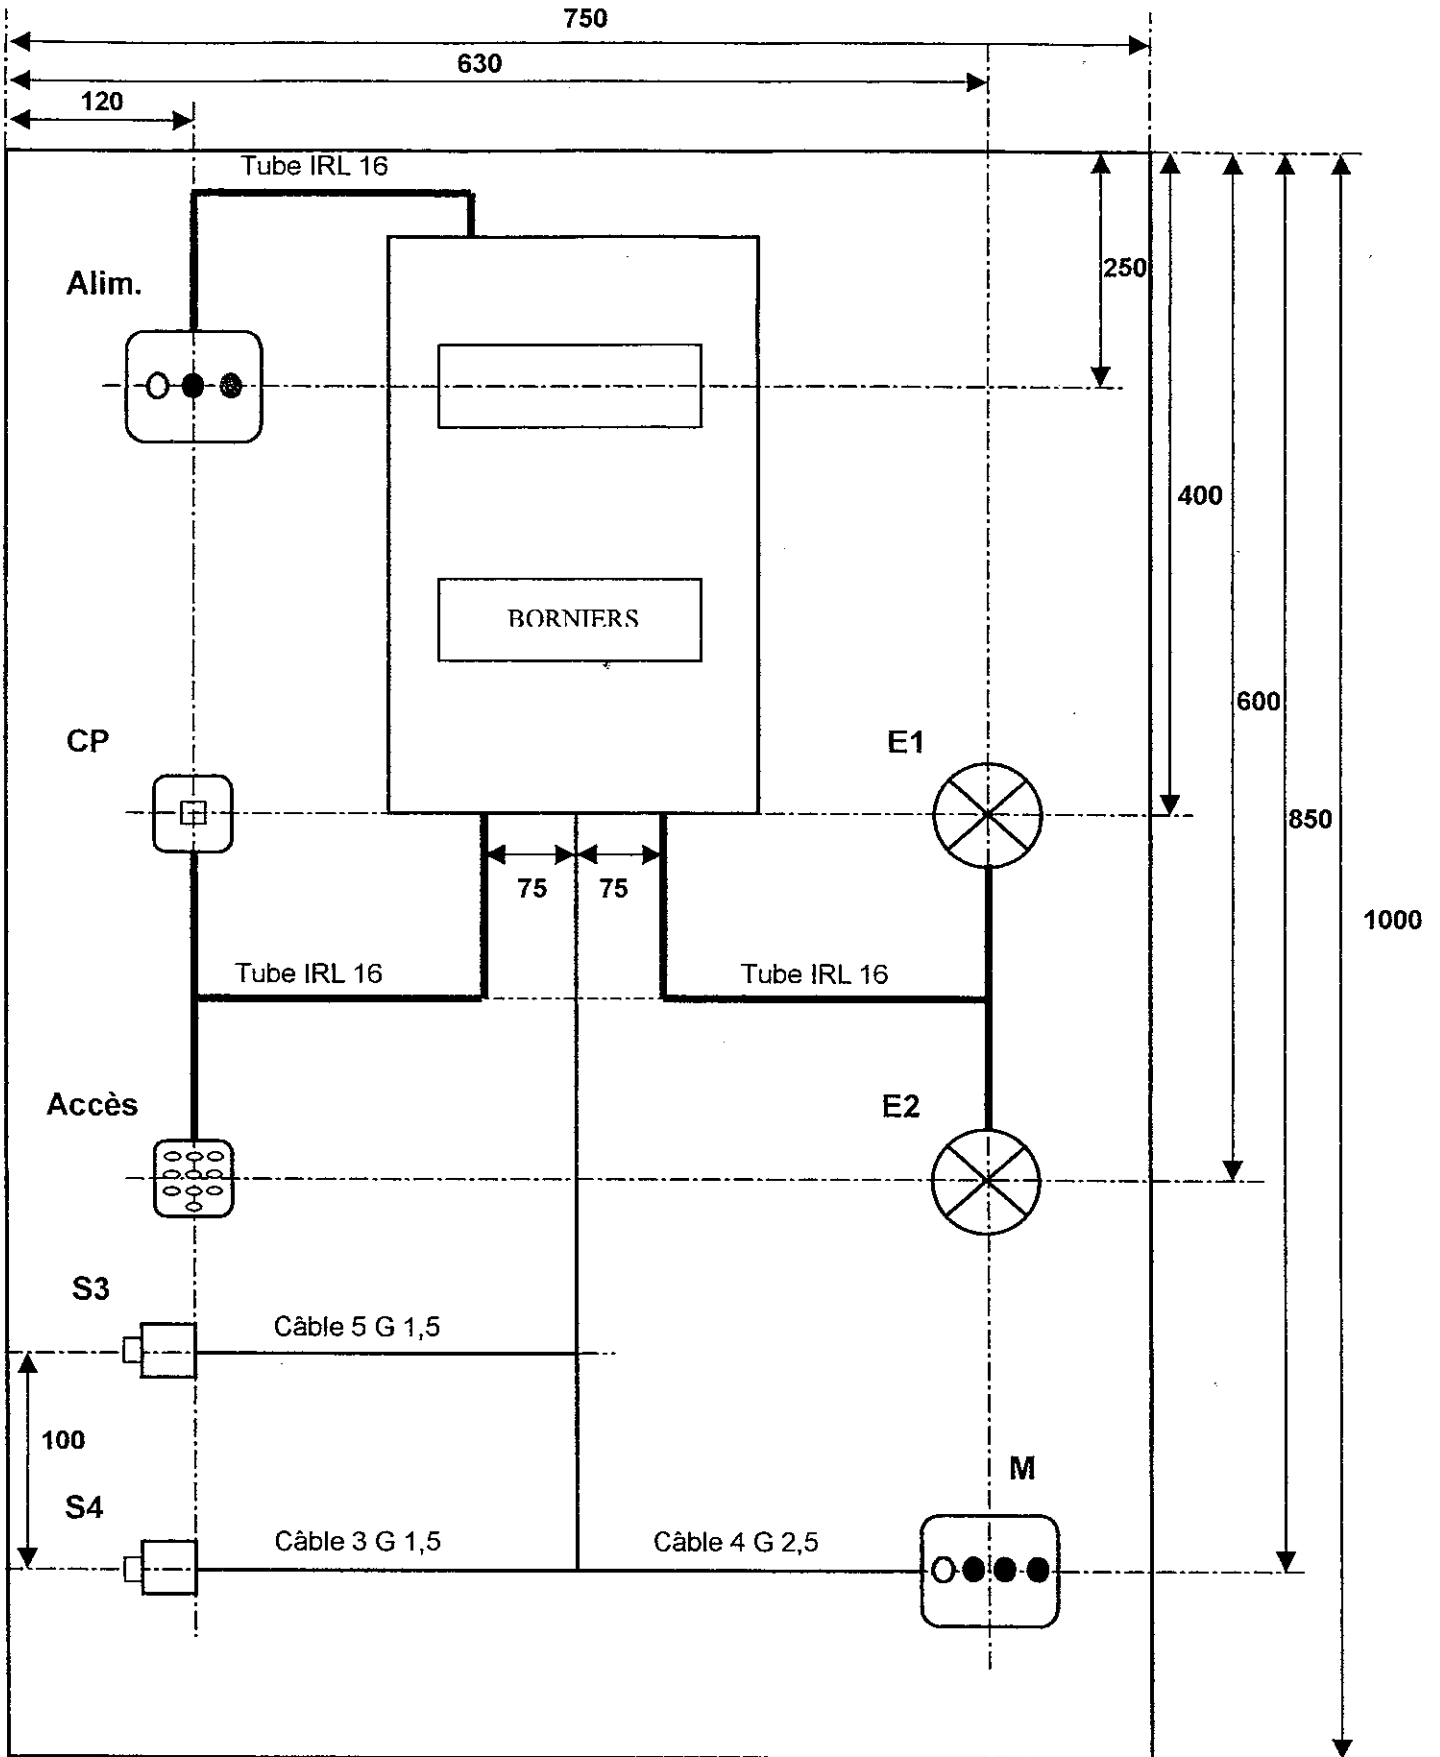 750
630
120
Tube IRL 16
Alim.
250
400
BORNIERS
600
CP
E1
850
75
75
1000
Tube IRL 16
Tube IRL 16
Accès
E2
S3
Câble 5 G 1,5
100
M
S4
Câble 3 G 1,5
Câble 4 G 2,5